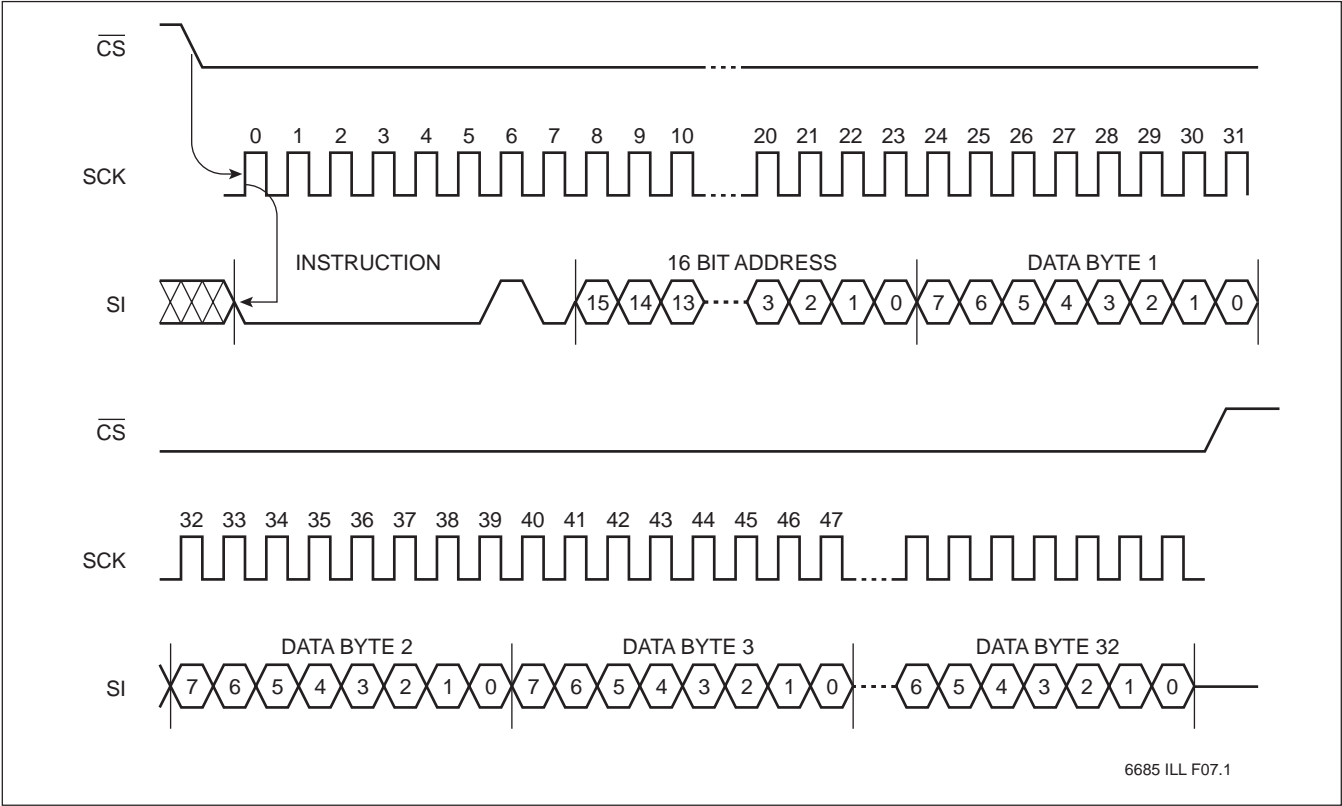 CS
0 1 2 3 4 5 6 7 8 9 10 20 21 22 23 24 25 26 27 28 29 30 31
SCK
INSTRUCTION 16 BIT ADDRESS DATA BYTE 1
SI 15 14 13 3 2 1 0 7 6 5 4 3 2 1 0
CS
32 33 34 35 36 37 38 39 40 41 42 43 44 45 46 47
SCK
DATA BYTE 2 DATA BYTE 3 DATA BYTE 32
SI 7 6 5 4 3 2 1 0 7 6 5 4 3 2 1 0 6 5 4 3 2 1 0
6685 ILL F07.1